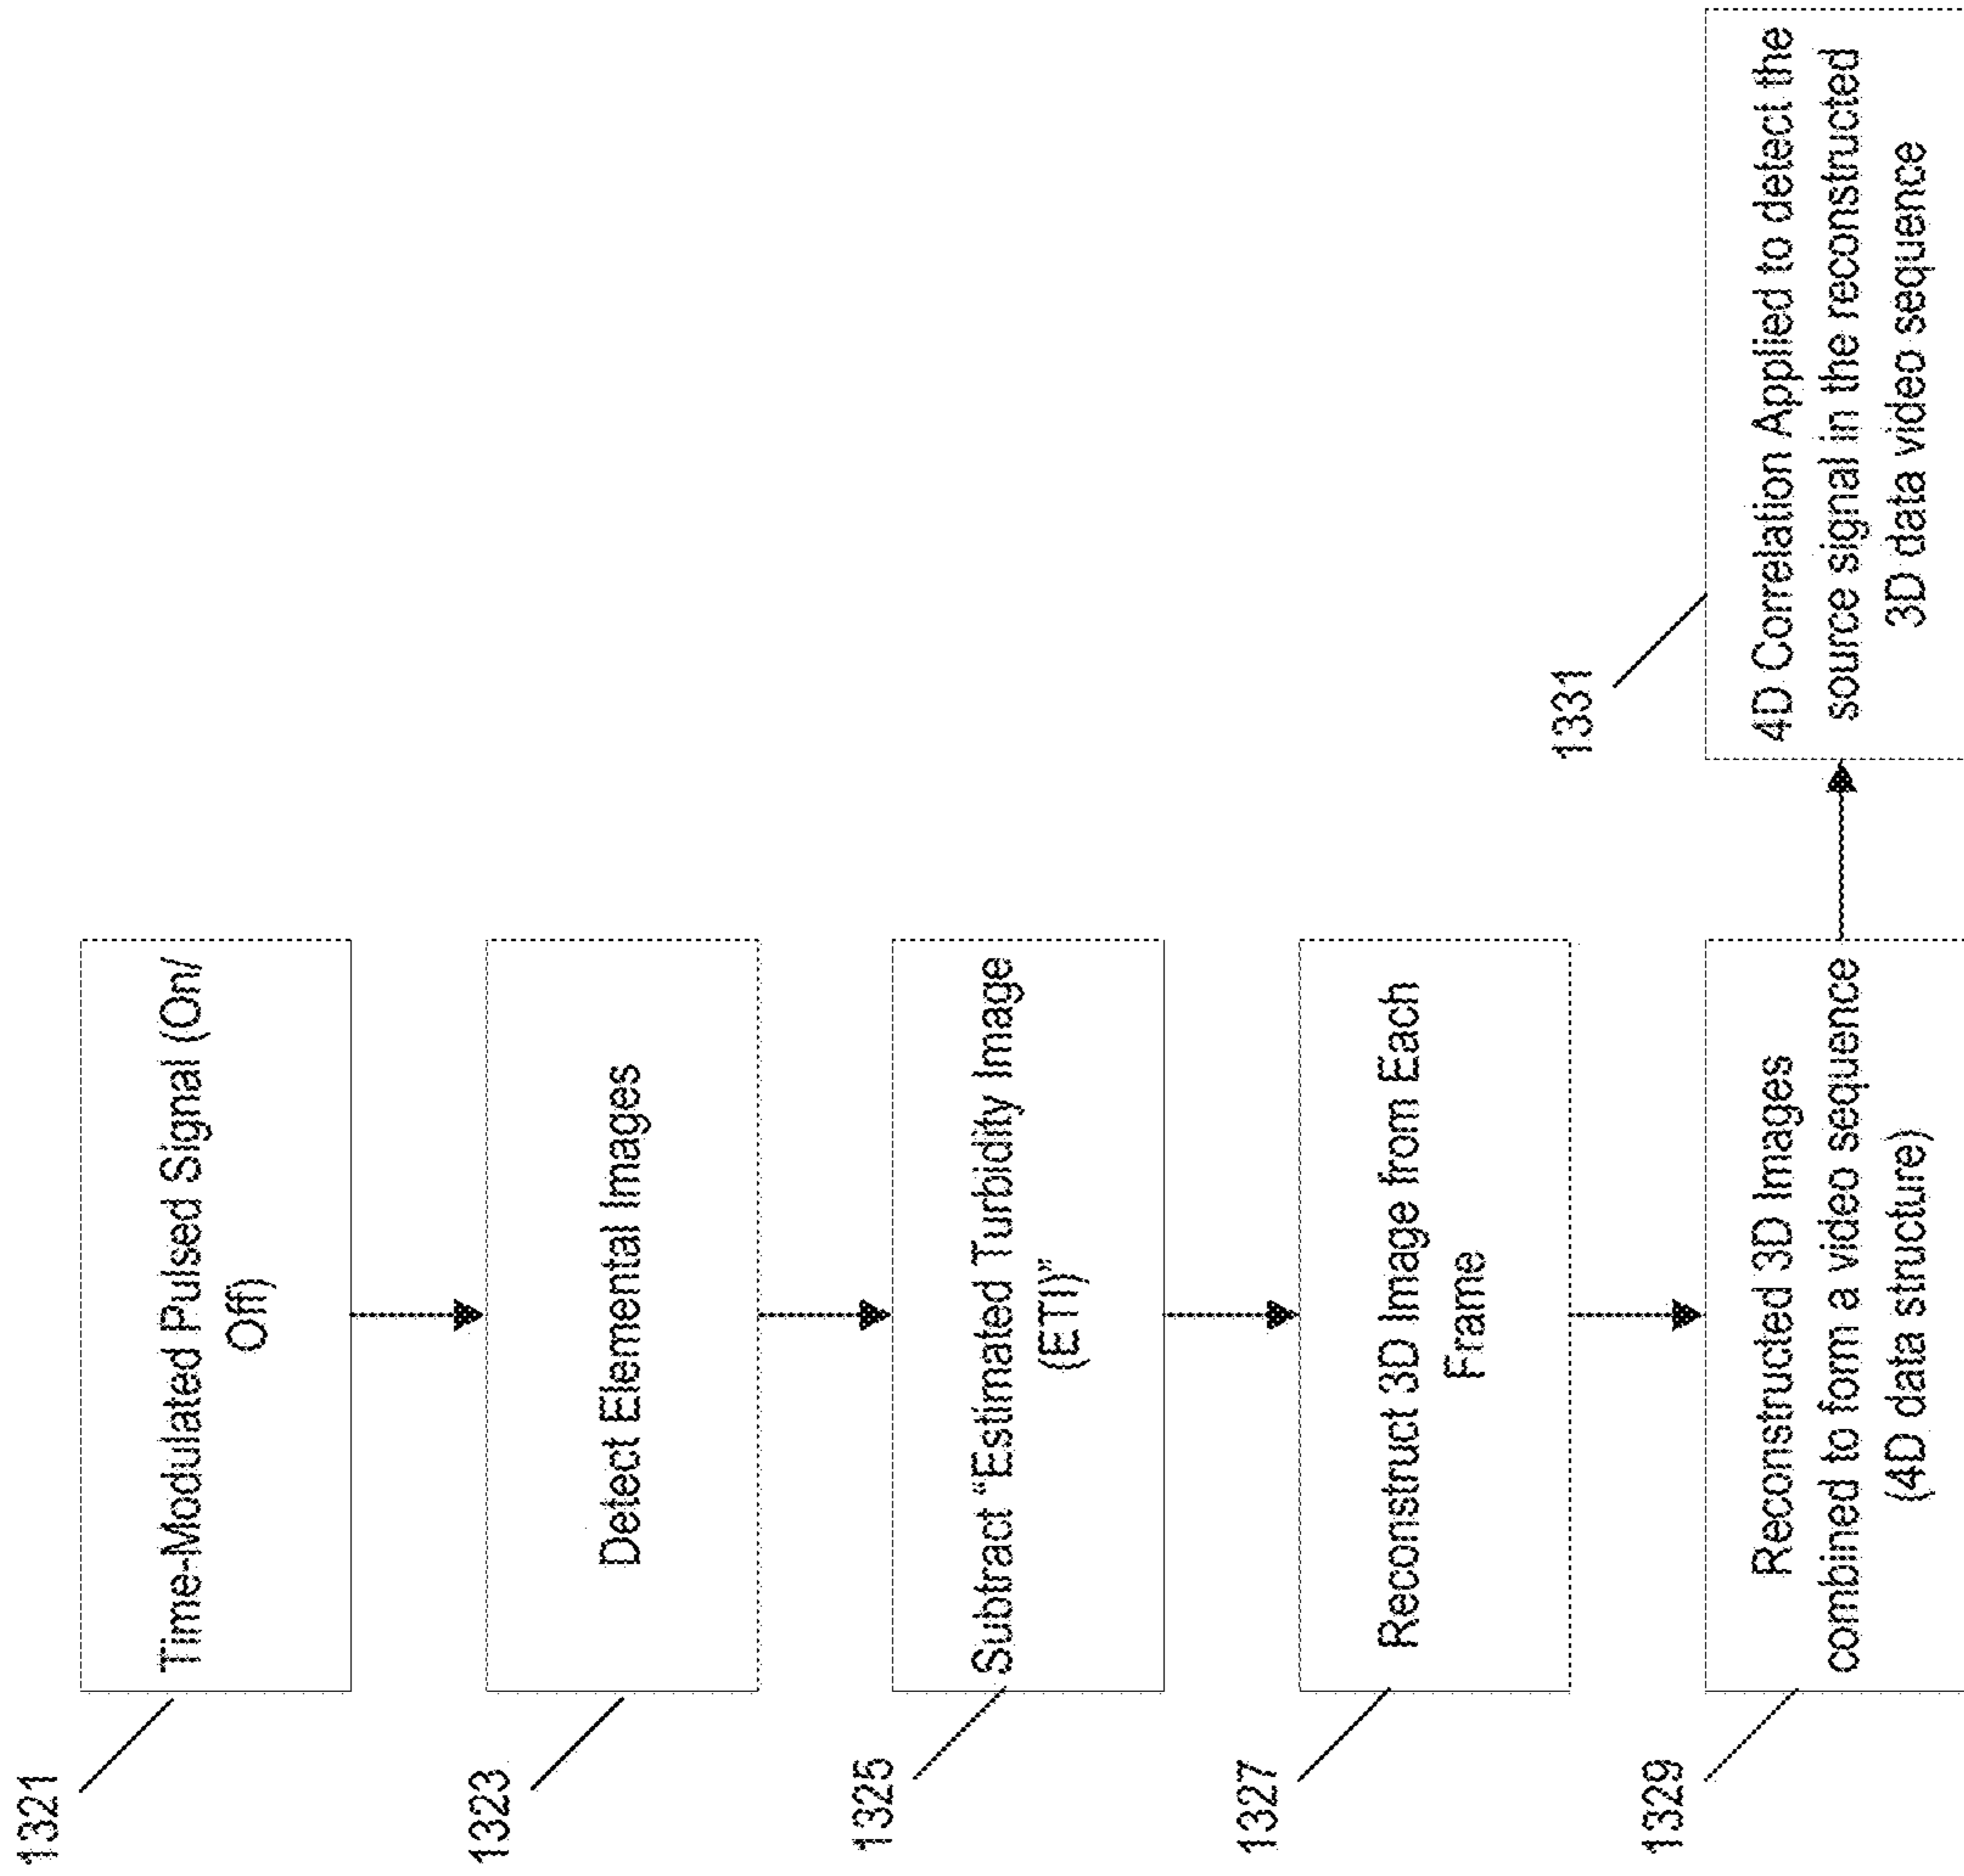 1321
Time-Modulated Pulsed Signal (On/
Off)
1323
Detect Elemental Images
1325
Subtract “Estimated Turbidity Image
(ETI)”
1327
Reconstruct 3D Image from Each
Frame
1329
Reconstructed 3D Images
combined to form a video sequence
(4D data structure)
1331
4D Correlation Applied to detect the
source signal in the reconstructed
3D data video sequence